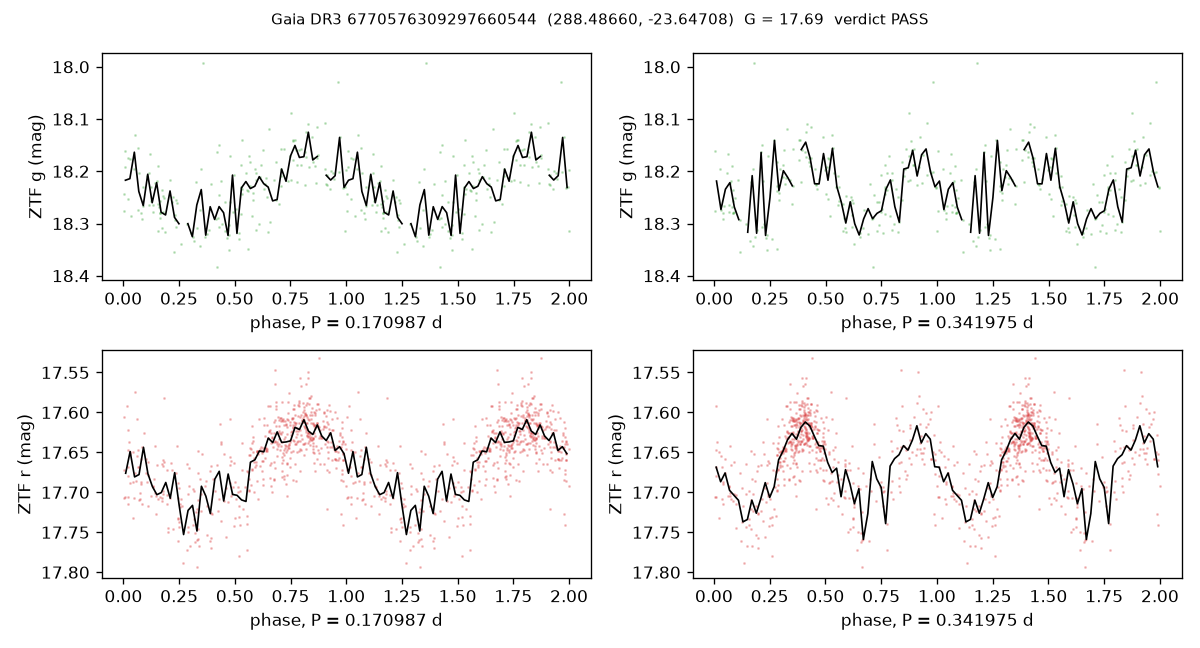 Gaia DR3 6770576309297660544  (288.48660, -23.64708)  G = 17.69  verdict PASS
18.0
18.1
18.2
18.3
18.4
ZTF g (mag)
0.00 0.25 0.50 0.75 1.00 1.25 1.50 1.75 2.00
phase, P = 0.170987 d
18.0
18.1
18.2
18.3
18.4
ZTF g (mag)
0.00 0.25 0.50 0.75 1.00 1.25 1.50 1.75 2.00
phase, P = 0.341975 d
17.55
17.60
17.65
17.70
17.75
17.80
ZTF r (mag)
0.00 0.25 0.50 0.75 1.00 1.25 1.50 1.75 2.00
phase, P = 0.170987 d
17.55
17.60
17.65
17.70
17.75
17.80
ZTF r (mag)
0.00 0.25 0.50 0.75 1.00 1.25 1.50 1.75 2.00
phase, P = 0.341975 d